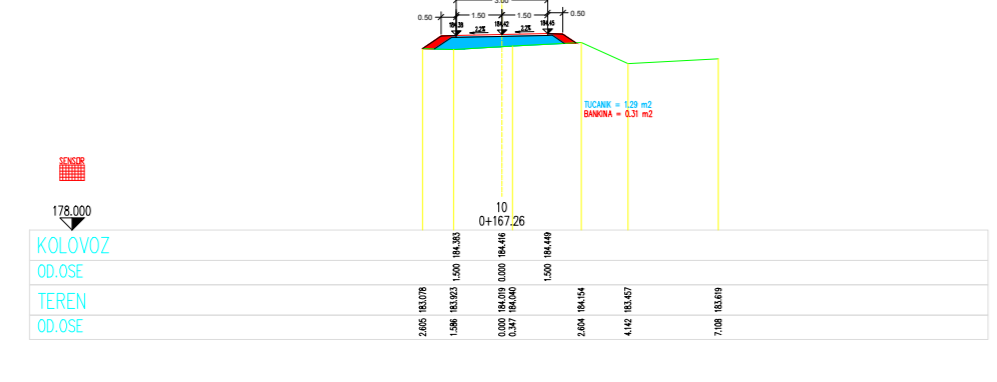 3.00
0.50 1.50 1.50 0.50
184.38 184.42 184.45
2.2% 2.2%
TUCANIK = 1.29 m2
BANKINA = 0.31 m2
SENSOR
178.000
10
0+167.26
KOLOVOZ 184.383 184.416 184.449
OD.OSE 1.500 0.000 1.500
TEREN 183.078 183.923 184.019 184.040 184.154 183.457 183.619
OD.OSE 2.605 1.586 0.000 0.347 2.604 4.142 7.108